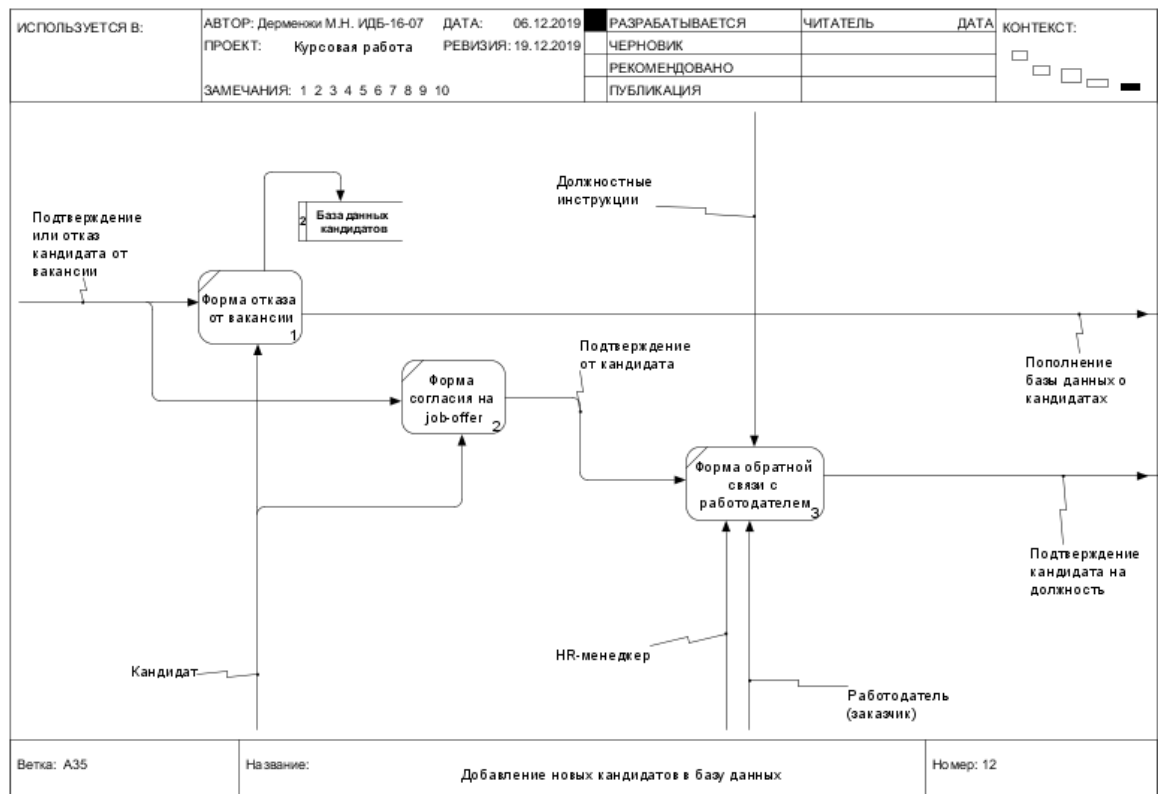 ИСПОЛЬЗУЕТСЯ В:
АВТОР: Дерменжи М.Н. ИДБ-16-07 ДАТА: 06.12.2019
ПРОЕКТ: Курсовая работа РЕВИЗИЯ: 19.12.2019
ЗАМЕЧАНИЯ: 1 2 3 4 5 6 7 8 9 10
РАЗРАБАТЫВАЕТСЯ
ЧЕРНОВИК
РЕКОМЕНДОВАНО
ПУБЛИКАЦИЯ
ЧИТАТЕЛЬ ДАТА
КОНТЕКСТ:
Должностные
инструкции
Подтверждение
или отказ
кандидата от
вакансии
2
База данных
кандидатов
Форма отказа
от вакансии
1
Подтверждение
от кандидата
Пополнение
базы данных о
кандидатах
Форма
согласия на
job-offer
2
Форма обратной
связи с
работодателем
3
Подтверждение
кандидата на
должность
HR-менеджер
Кандидат
Работодатель
(заказчик)
Ветка: А35
Название:
Добавление новых кандидатов в базу данных
Номер: 12